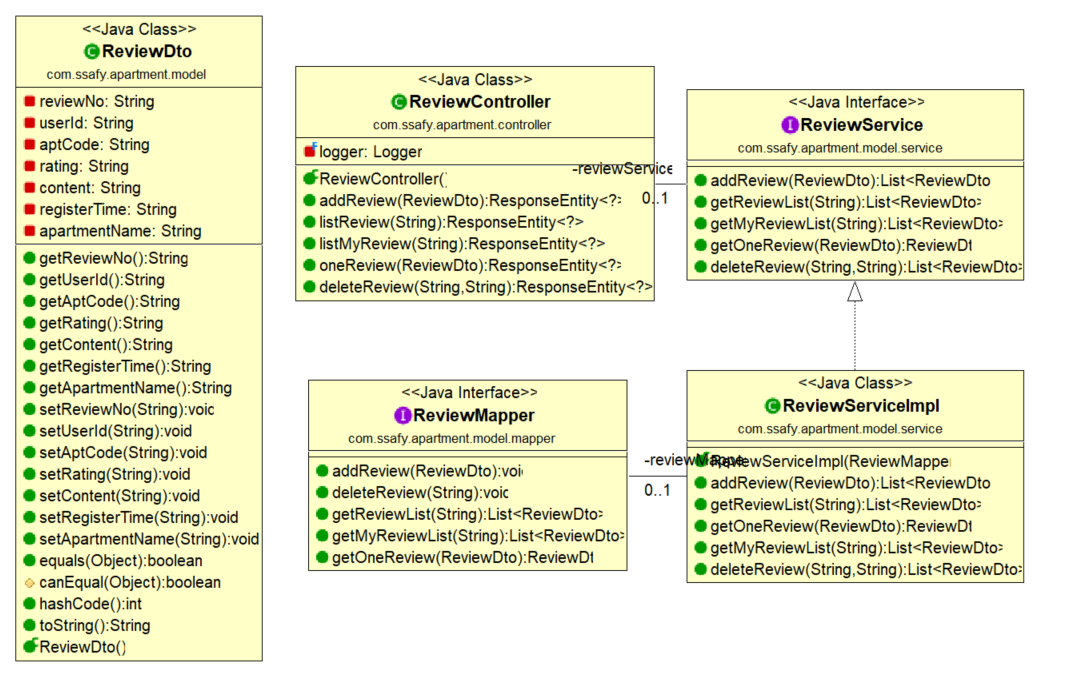 <<Java Class>>
ReviewDto
com.ssafy.apartment.model
reviewNo: String
userId: String
aptCode: String
rating: String
content: String
registerTime: String
apartmentName: String
getReviewNo():String
getUserId():String
getAptCode():String
getRating():String
getContent():String
getRegisterTime():String
getApartmentName():String
setReviewNo(String):voic
setUserId(String):void
setAptCode(String):void
setRating(String):void
setContent(String):void
setRegisterTime(String):void
setApartmentName(String):void
equals(Object):boolean
canEqual(Object):boolean
hashCode():int
toString():String
ReviewDto()
<<Java Class>>
ReviewController
com.ssafy.apartment.controller
logger: Logger
ReviewController()
addReview(ReviewDto):ResponseEntity<?>
listReview(String):ResponseEntity<?>
listMyReview(String):ResponseEntity<?>
oneReview(ReviewDto):ResponseEntity<?>
deleteReview(String,String):ResponseEntity<?>
-reviewService
0..1
<<Java Interface>>
ReviewService
com.ssafy.apartment.model.service
addReview(ReviewDto):List<ReviewDto
getReviewList(String):List<ReviewDto>
getMyReviewList(String):List<ReviewDto>
getOneReview(ReviewDto):ReviewDt
deleteReview(String,String):List<ReviewDto>
<<Java Interface>>
ReviewMapper
com.ssafy.apartment.model.mapper
addReview(ReviewDto):voi
deleteReview(String):voic
getReviewList(String):List<ReviewDto>
getMyReviewList(String):List<ReviewDto>
getOneReview(ReviewDto):ReviewDt
-reviewMappe
0..1
<<Java Class>>
ReviewServiceImpl
com.ssafy.apartment.model.service
ReviewServiceImpl(ReviewMapper
addReview(ReviewDto):List<ReviewDto
getReviewList(String):List<ReviewDto>
getOneReview(ReviewDto):ReviewDt
getMyReviewList(String):List<ReviewDto>
deleteReview(String,String):List<ReviewDto>